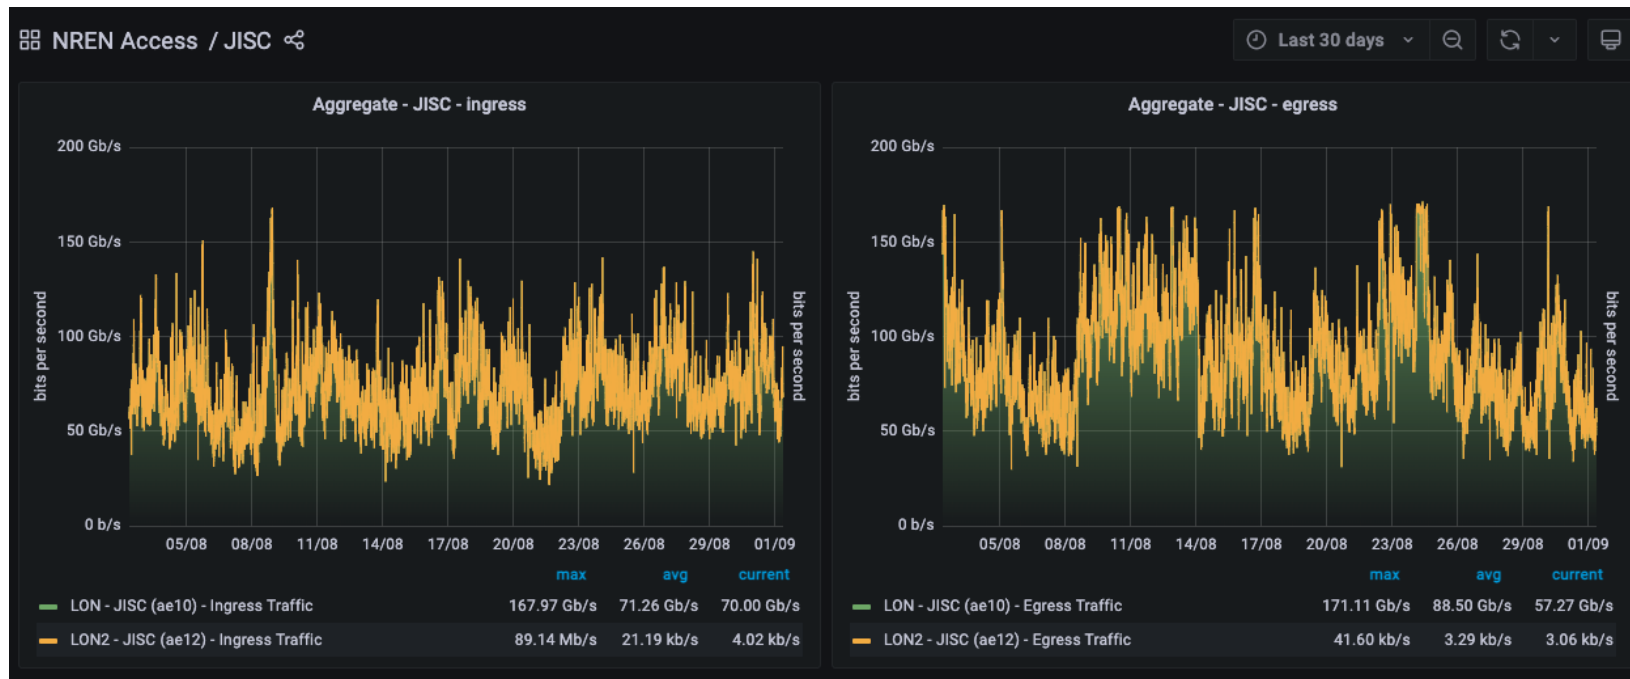 NREN Access / JISC
Last 30 days
Aggregate - JISC - ingress
200 Gb/s
150 Gb/s
100 Gb/s
50 Gb/s
0 b/s
bits per second
bits per second
05/08 08/08 11/08 14/08 17/08 20/08 23/08 26/08 29/08 01/09
max avg current
LON - JISC (ae10) - Ingress Traffic 167.97 Gb/s 71.26 Gb/s 70.00 Gb/s
LON2 - JISC (ae12) - Ingress Traffic 89.14 Mb/s 21.19 kb/s 4.02 kb/s
Aggregate - JISC - egress
200 Gb/s
150 Gb/s
100 Gb/s
50 Gb/s
0 b/s
bits per second
bits per second
05/08 08/08 11/08 14/08 17/08 20/08 23/08 26/08 29/08 01/09
max avg current
LON - JISC (ae10) - Egress Traffic 171.11 Gb/s 88.50 Gb/s 57.27 Gb/s
LON2 - JISC (ae12) - Egress Traffic 41.60 kb/s 3.29 kb/s 3.06 kb/s